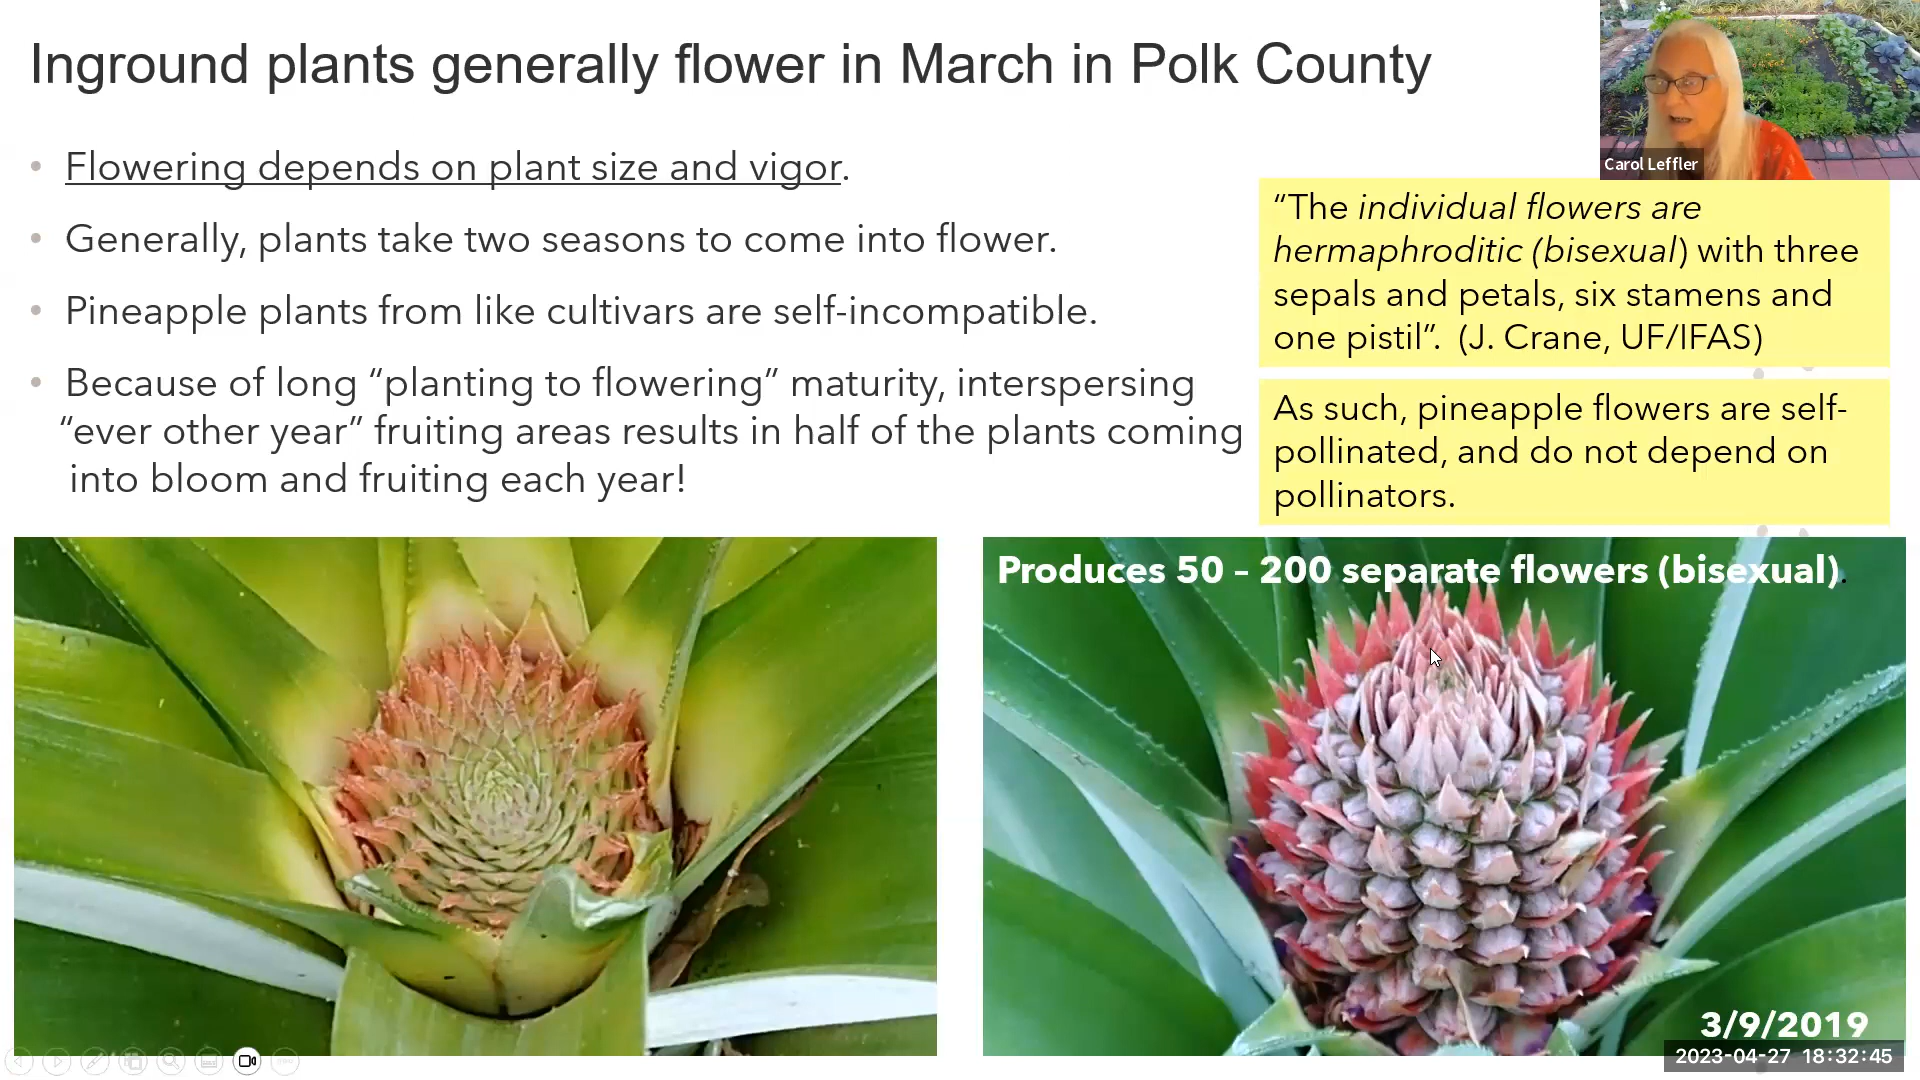 Inground plants generally flower in March in Polk County
Carol Leffler
• Flowering depends on plant size and vigor.
• Generally, plants take two seasons to come into flower.
• Pineapple plants from like cultivars are self-incompatible.
• Because of long “planting to flowering” maturity, interspersing
“ever other year” fruiting areas results in half of the plants coming
into bloom and fruiting each year!
“The individual flowers are
hermaphroditic (bisexual) with three
sepals and petals, six stamens and
one pistil”. (J. Crane, UF/IFAS)
As such, pineapple flowers are self-
pollinated, and do not depend on
pollinators.
Produces 50 – 200 separate flowers (bisexual).
3/9/2019
2023-04-27 18:32:45